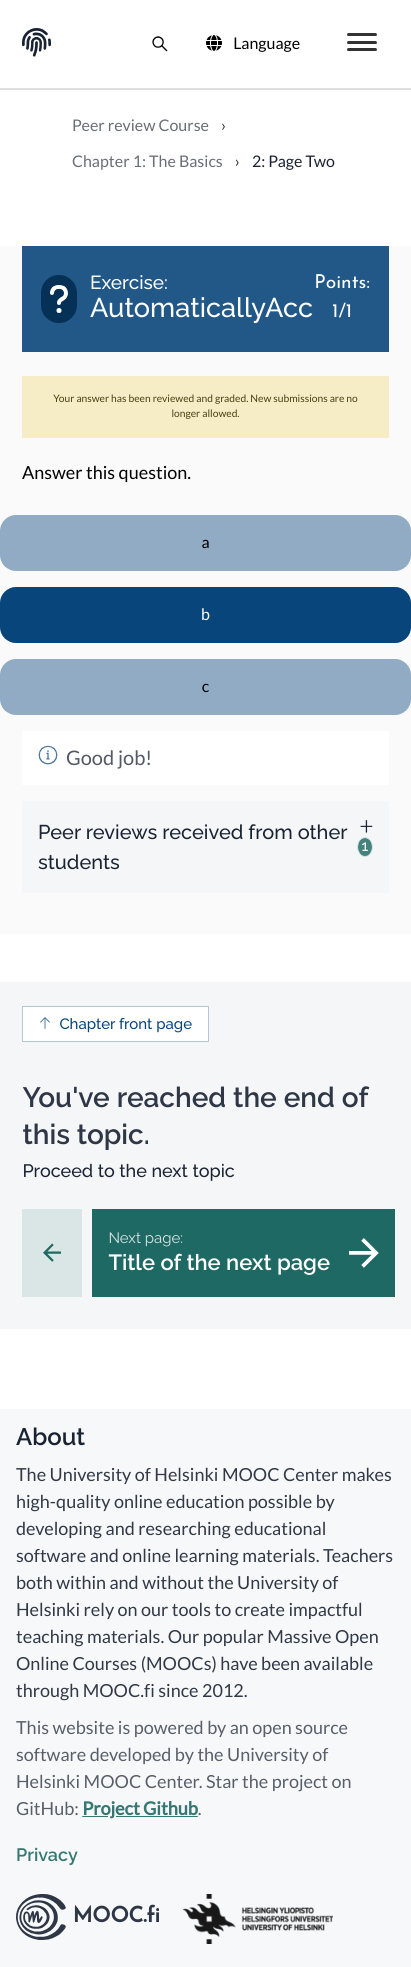 Language
Peer review Course ›
Chapter 1: The Basics › 2: Page Two
Exercise:
AutomaticallyAcc
Points:
1/1
Your answer has been reviewed and graded. New submissions are no
longer allowed.
Answer this question.
a
b
c
Good job!
Peer reviews received from other
students
1
Chapter front page
You've reached the end of
this topic.
Proceed to the next topic
Next page:
Title of the next page
About
The University of Helsinki MOOC Center makes
high-quality online education possible by
developing and researching educational
software and online learning materials. Teachers
both within and without the University of
Helsinki rely on our tools to create impactful
teaching materials. Our popular Massive Open
Online Courses (MOOCs) have been available
through MOOC.fi since 2012.
This website is powered by an open source
software developed by the University of
Helsinki MOOC Center. Star the project on
GitHub: Project Github.
Privacy
MOOC.fi
HELSINGIN YLIOPISTO
HELSINGFORS UNIVERSITET
UNIVERSITY OF HELSINKI